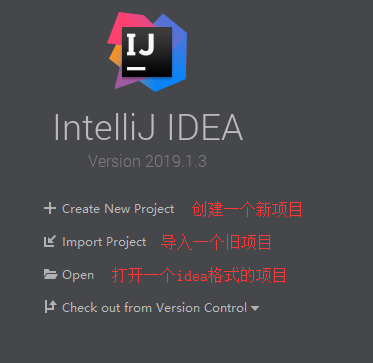 IJ
IntelliJ IDEA
Version 2019.1.3
Create New Project 创建一个新项目
Import Project 导入一个旧项目
Open 打开一个idea格式的项目
Check out from Version Control